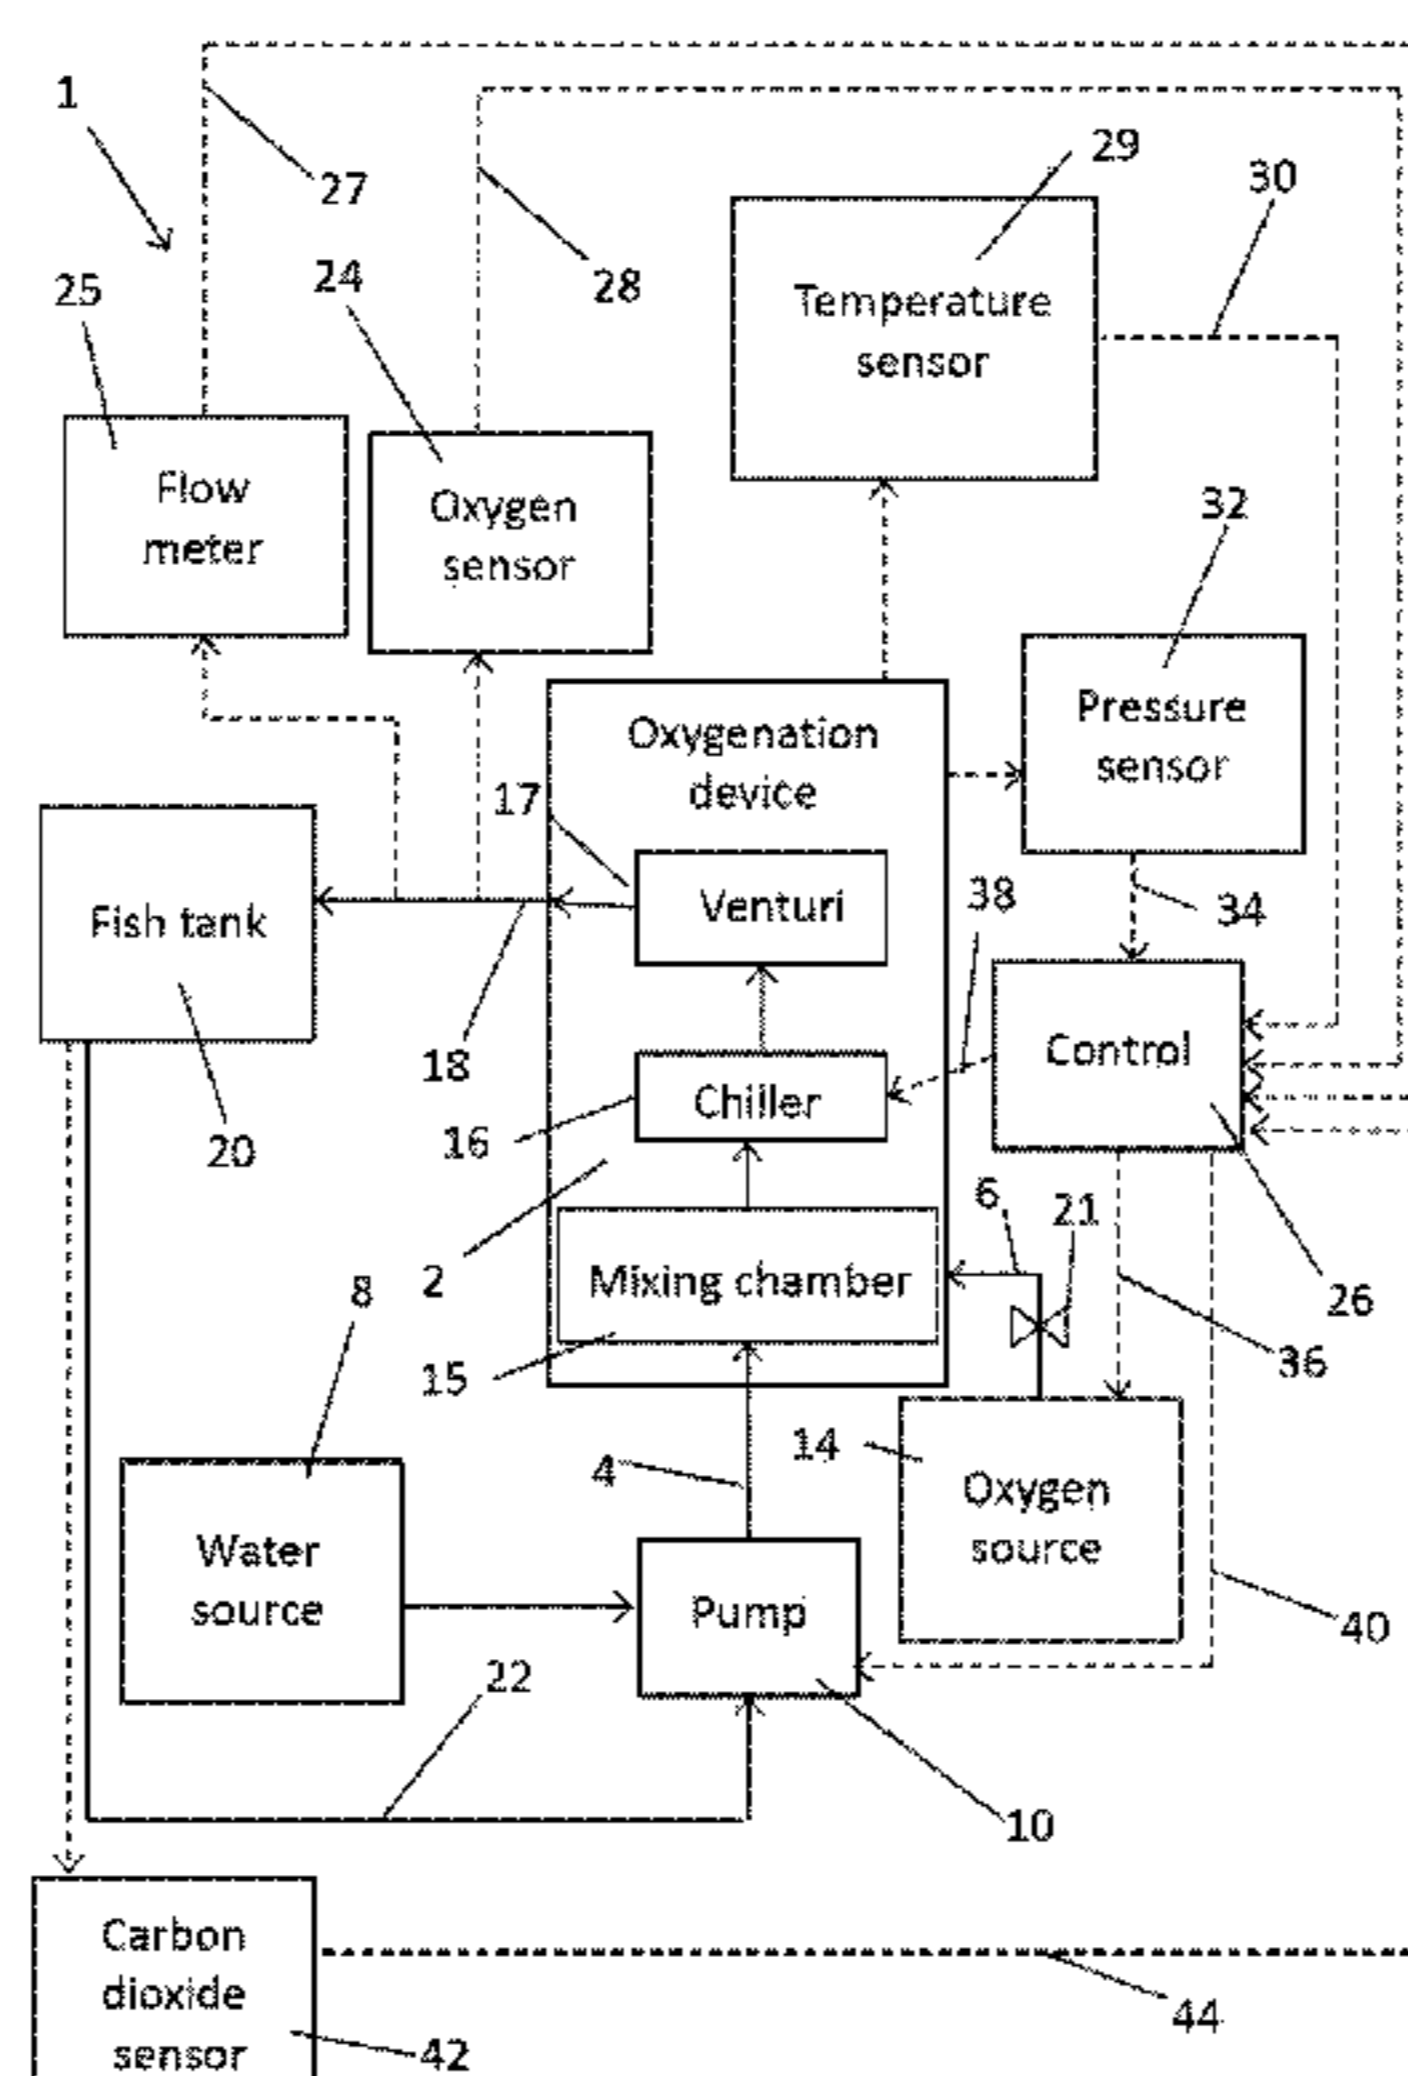 1
27
25
24
28
29
30
Temperature
sensor
Flow
meter
Oxygen
sensor
32
Pressure
sensor
Oxygenation
device
17
Venturi
38
34
Fish tank
18
Control
Chiller
16
20
2
6
21
Mixing chamber
26
8
15
36
14
4
Oxygen
source
Water
source
Pump
40
22
10
Carbon
dioxide
sensor
44
42